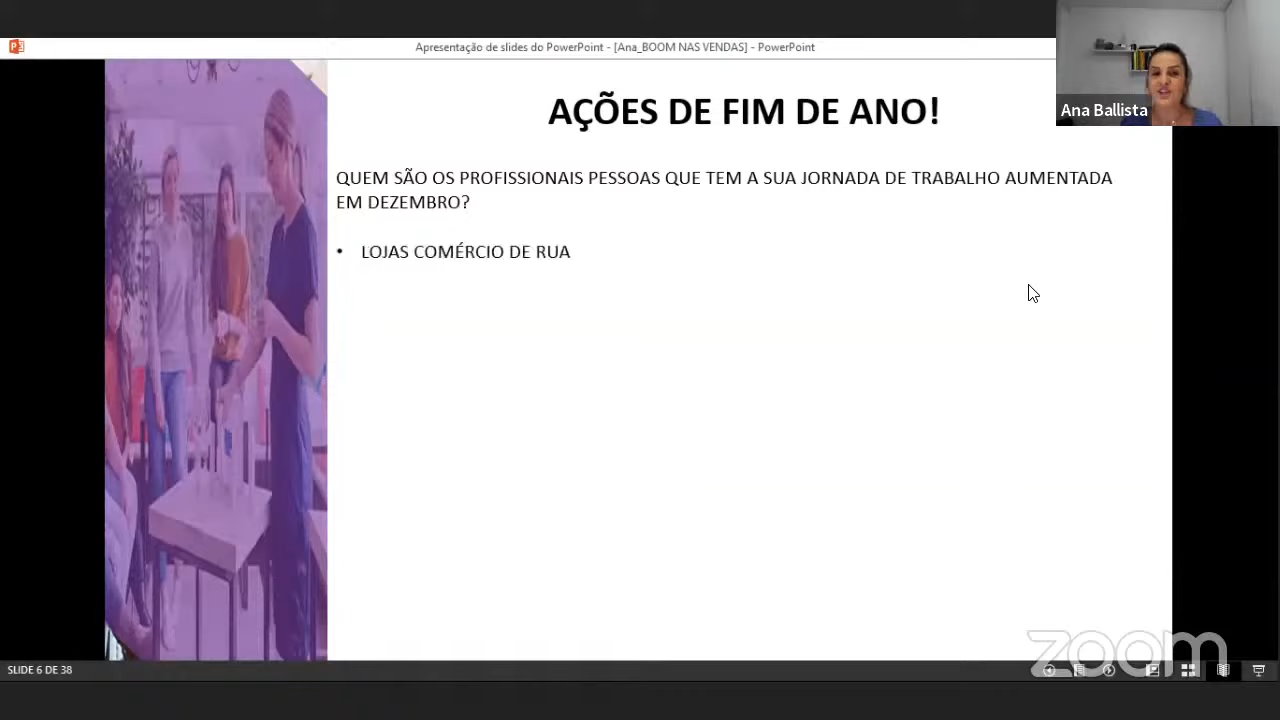 Apresentação de slides do PowerPoint - [Ana_BOOM NAS VENDAS] - PowerPoint
Ana Ballista
AÇÕES DE FIM DE ANO!
QUEM SÃO OS PROFISSIONAIS PESSOAS QUE TEM A SUA JORNADA DE TRABALHO AUMENTADA
EM DEZEMBRO?
• LOJAS COMÉRCIO DE RUA
zoom
SLIDE 6 DE 38